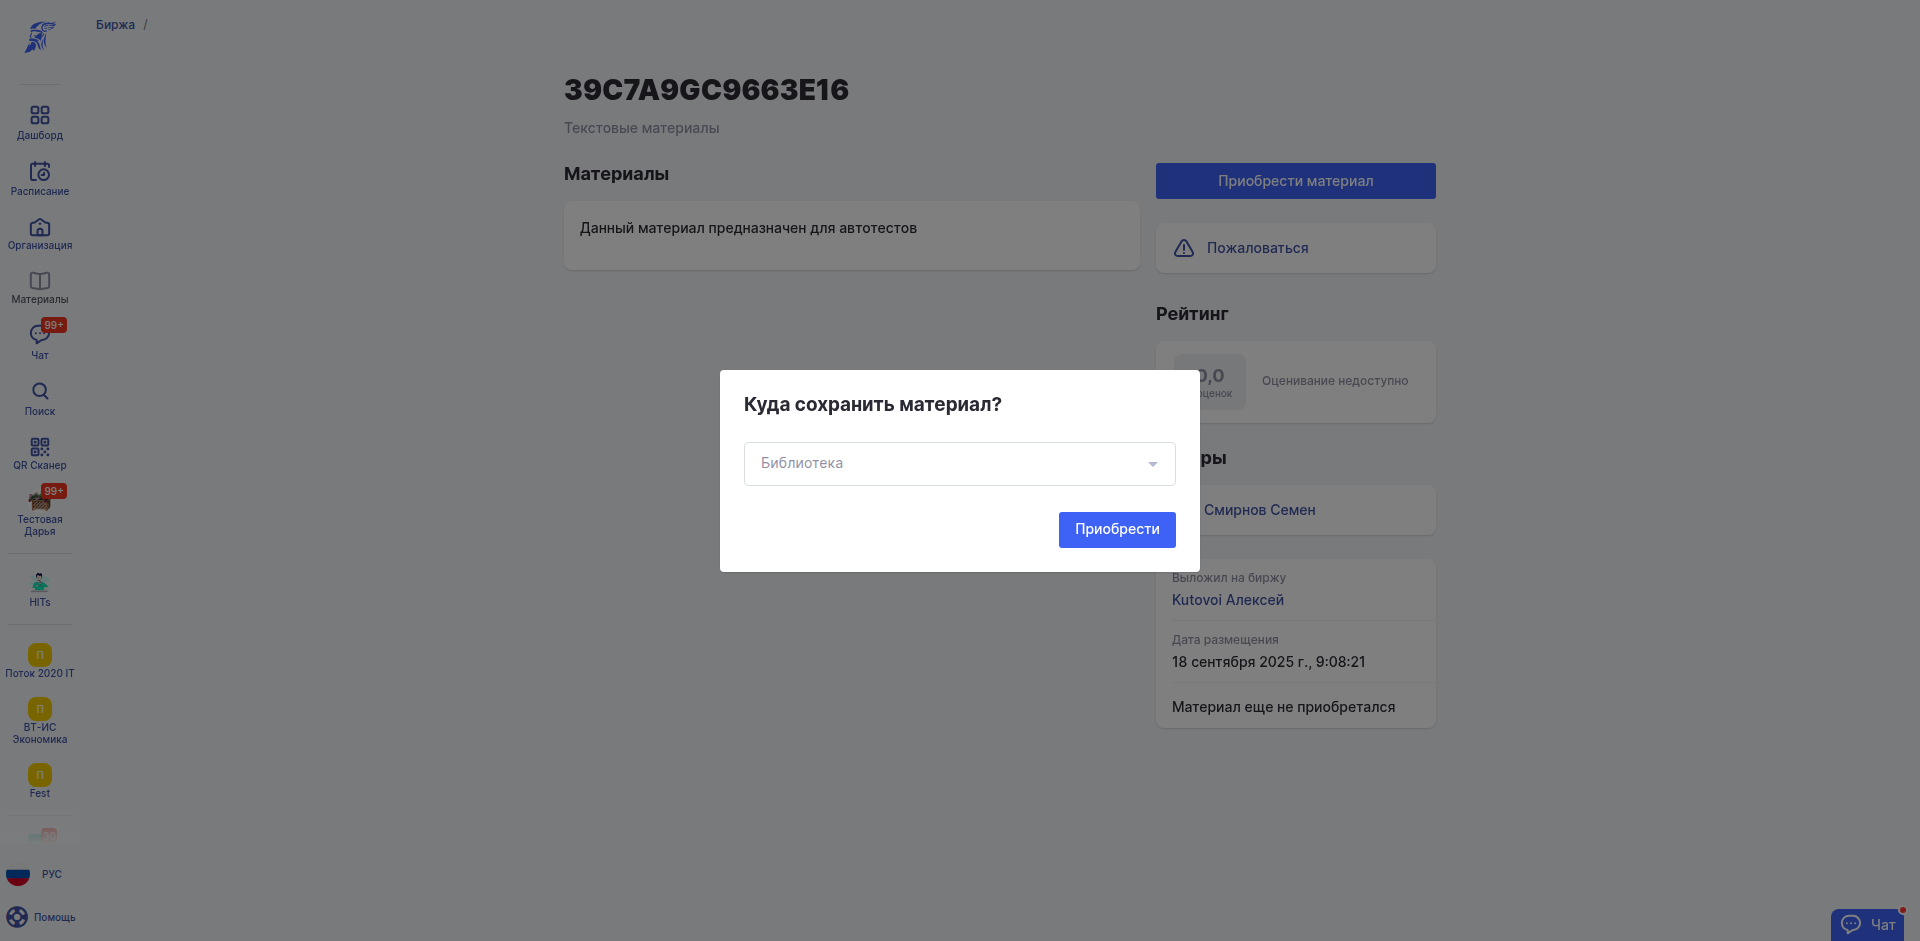 Биржа /
39C7A9GC9663E16
Текстовые материалы
Материалы
Данный материал предназначен для автотестов
Приобрести материал
Пожаловаться
Рейтинг
0,0
оценок
Оценивание недоступно
Куда сохранить материал?
Библиотека
Приобрести
ры
Смирнов Семен
Выложил на биржу
Kutovoi Алексей
Дата размещения
18 сентября 2025 г., 9:08:21
Материал еще не приобретался
Дашборд
Расписание
Организация
Материалы
99+
Чат
Поиск
QR Сканер
99+
Тестовая
Дарья
HITs
П
Поток 2020 IT
П
ВТ-ИС
Экономика
П
Fest
39
РУС
Помощь
Чат